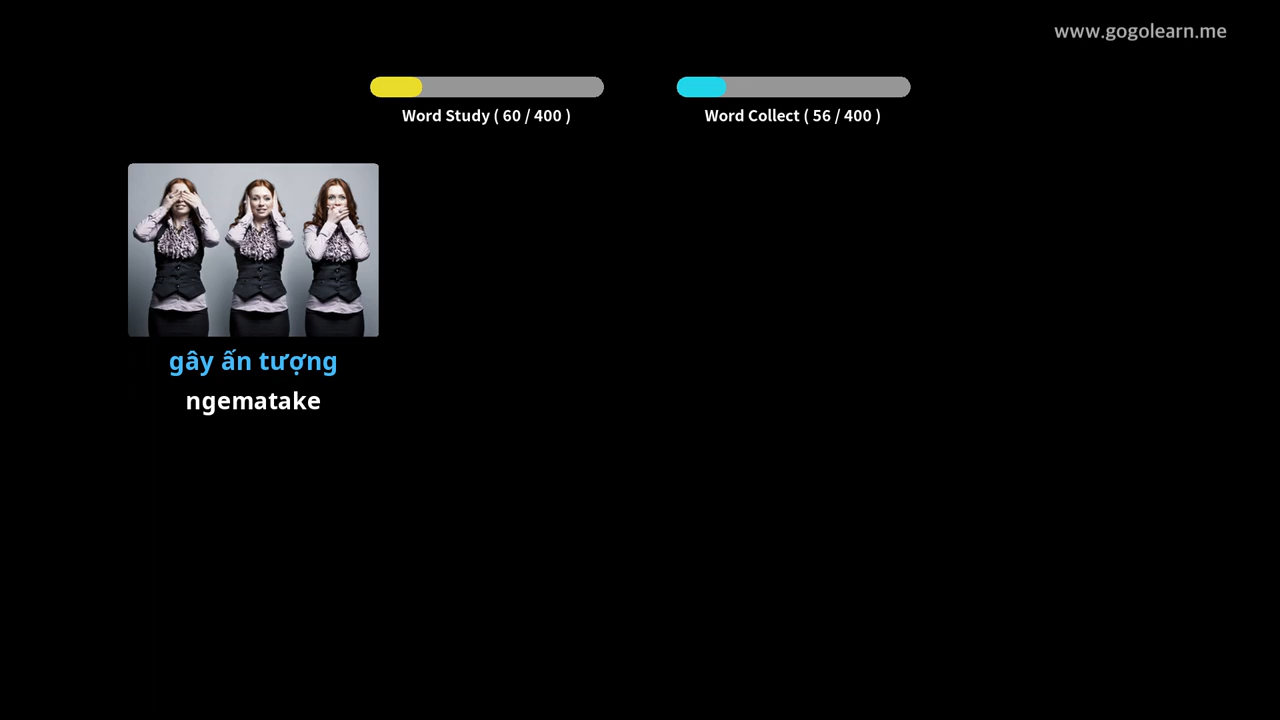 www.gogolearn.me
Word Study ( 60 / 400 )
Word Collect ( 56 / 400 )
gây ấn tượng
ngematake